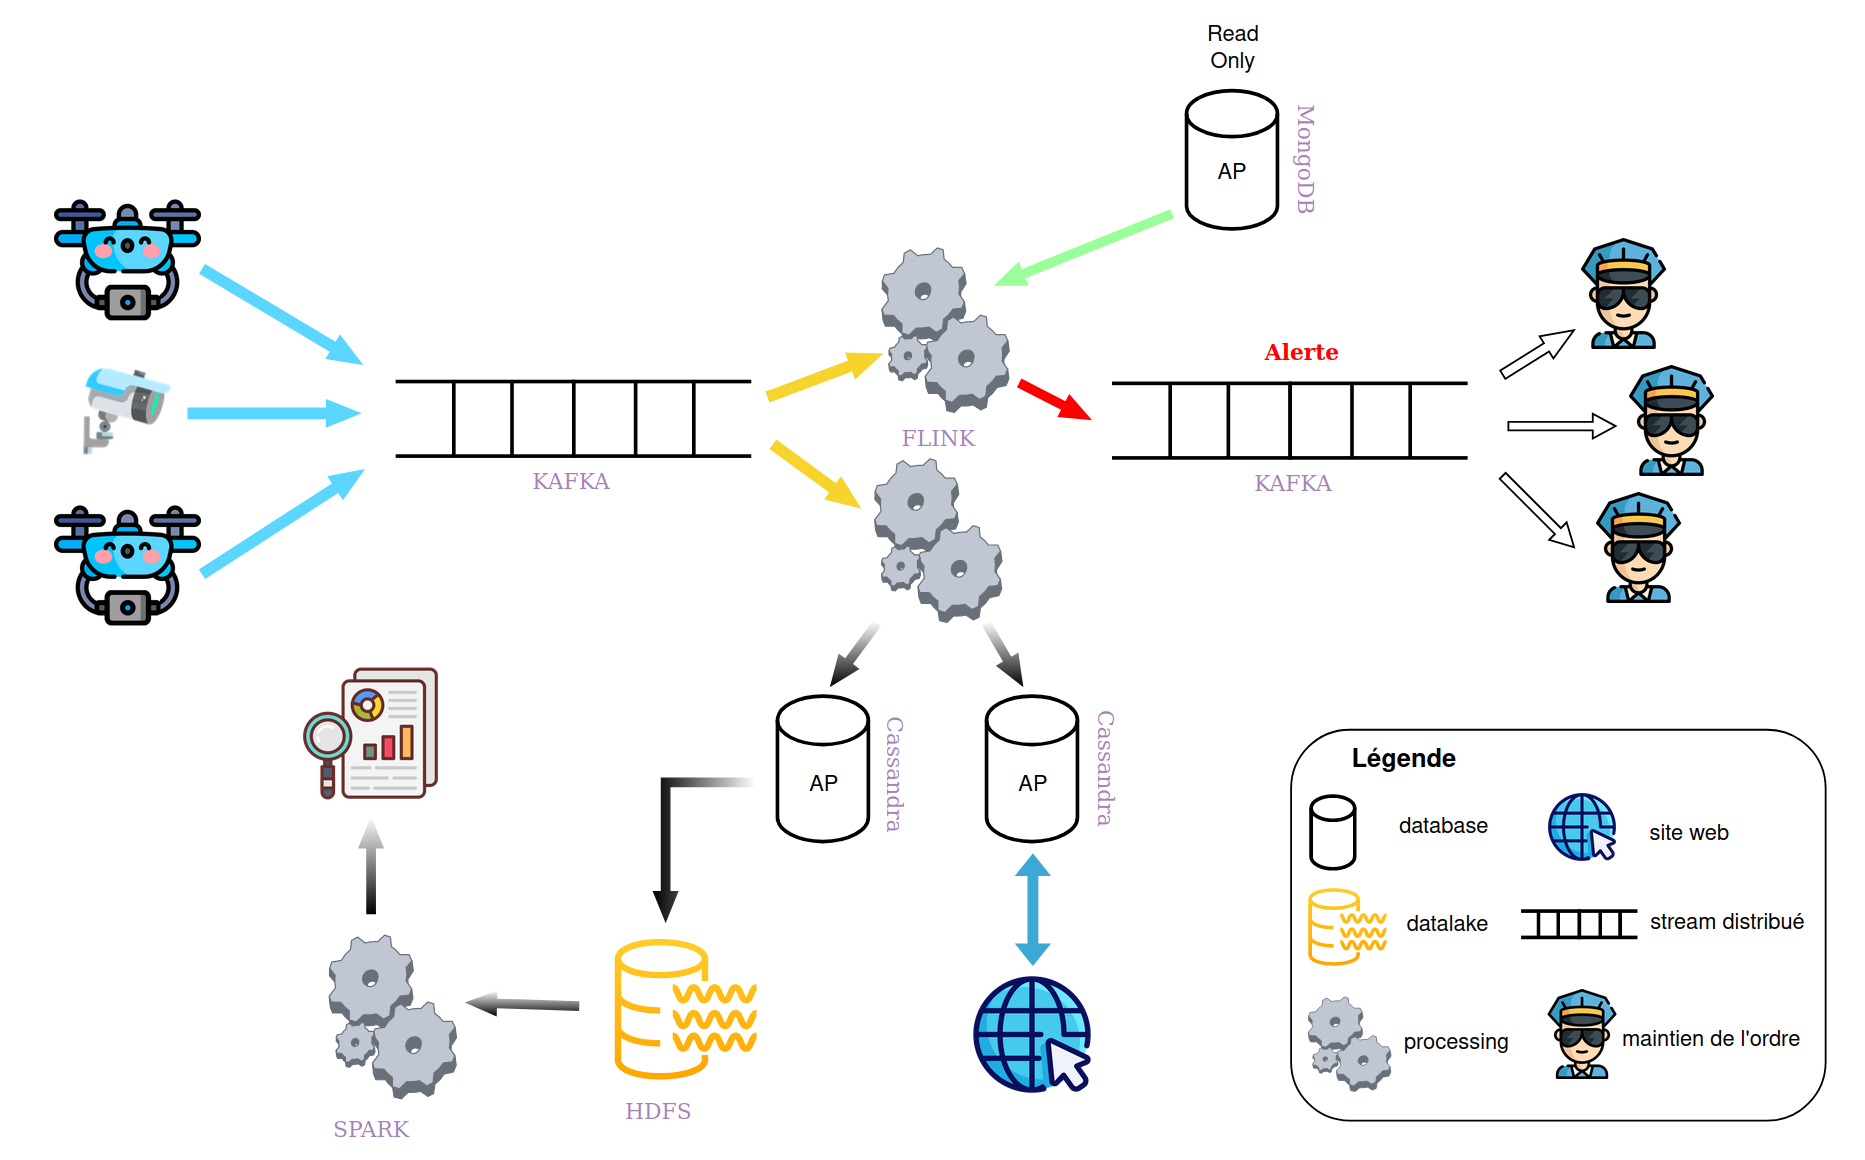 Read
Only
AP
MongoDB
Alerte
FLINK
KAFKA
KAFKA
AP
Cassandra
AP
Cassandra
HDFS
SPARK
Légende
database
site web
datalake
stream distribué
processing
maintien de l'ordre